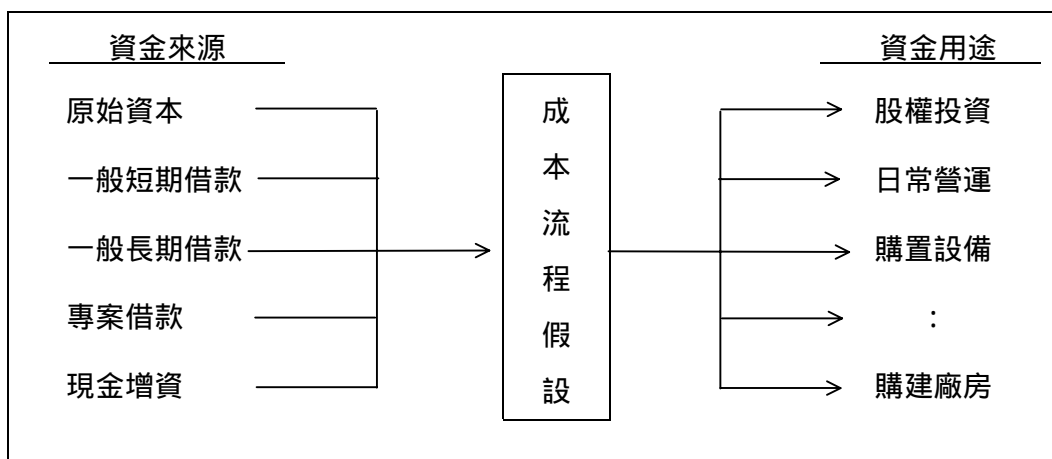 資金來源
原始資本
一般短期借款
一般長期借款
專案借款
現金增資
成
本
流
程
假
設
資金用途
股權投資
日常營運
購置設備
：
購建廠房